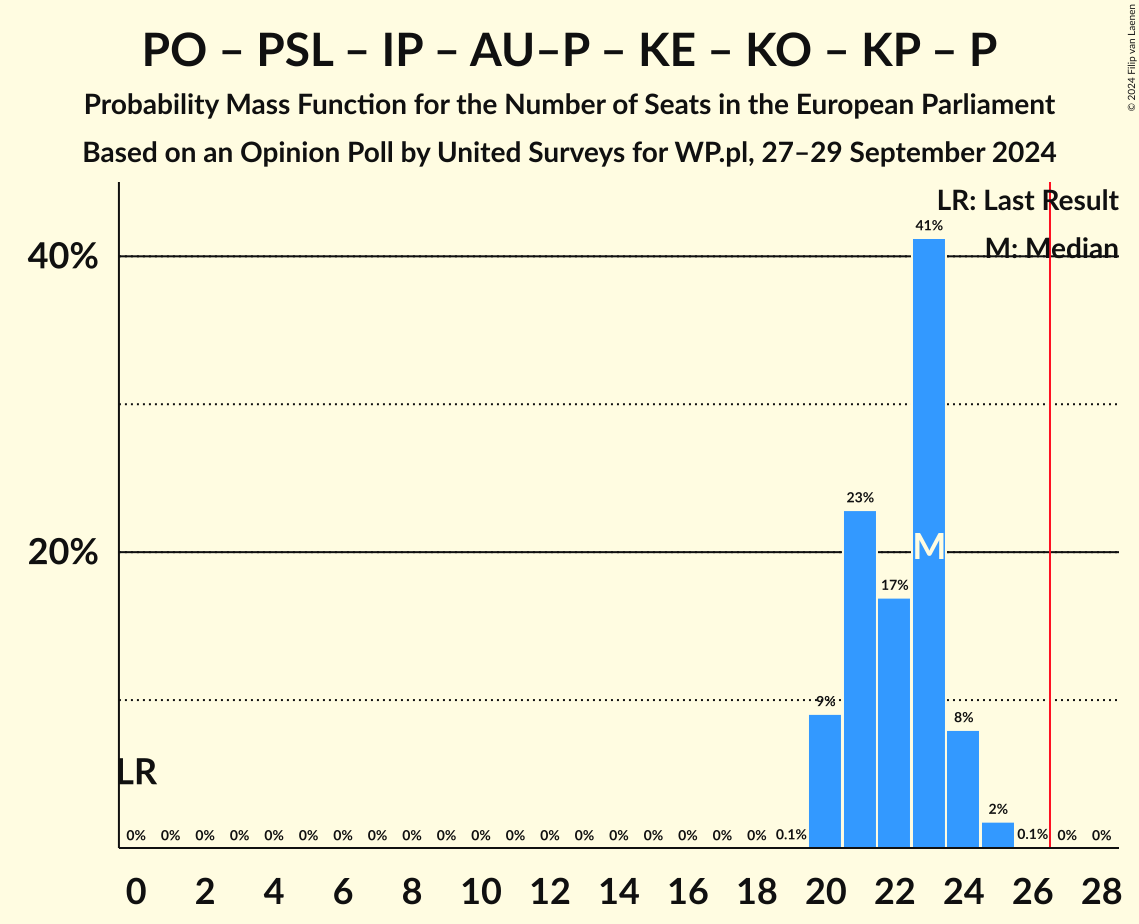 PO – PSL – IP – AU–P – KE – KO – KP – P
Probability Mass Function for the Number of Seats in the European Parliament
Based on an Opinion Poll by United Surveys for WP.pl, 27–29 September 2024
© 2024 Filip van Laenen
LR: Last Result
M: Median
41%
40%
23%
20%
M
17%
9%
8%
LR
2%
0% 0% 0% 0% 0% 0% 0% 0% 0% 0% 0% 0% 0% 0% 0% 0% 0% 0% 0% 0.1% 0.1% 0% 0%
0 2 4 6 8 10 12 14 16 18 20 22 24 26 28